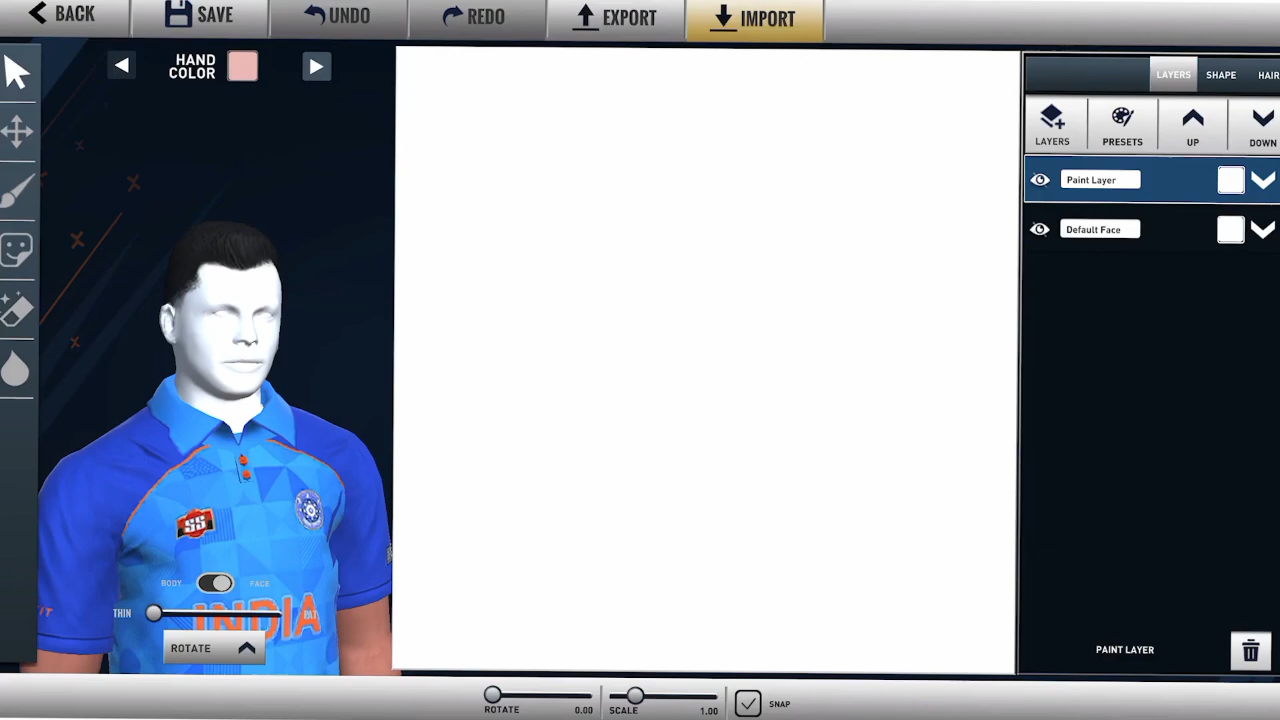 BACK
SAVE
UNDO
REDO
EXPORT
IMPORT
HAND
COLOR
LAYERS
SHAPE
HAIR
LAYERS
PRESETS
UP
DOWN
Paint Layer
Default Face
SS
BODY
FACE
THIN
INDIA
ROTATE
PAINT LAYER
ROTATE
0.00
SCALE
1.00
SNAP